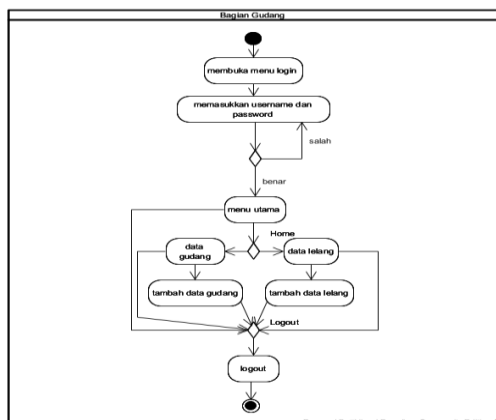 Bagian Gudang
membuka menu login
memasukkan username dan
password
salah
benar
menu utama
Home
data
gudang
data lelang
tambah data gudang
tambah data lelang
Logout
logout